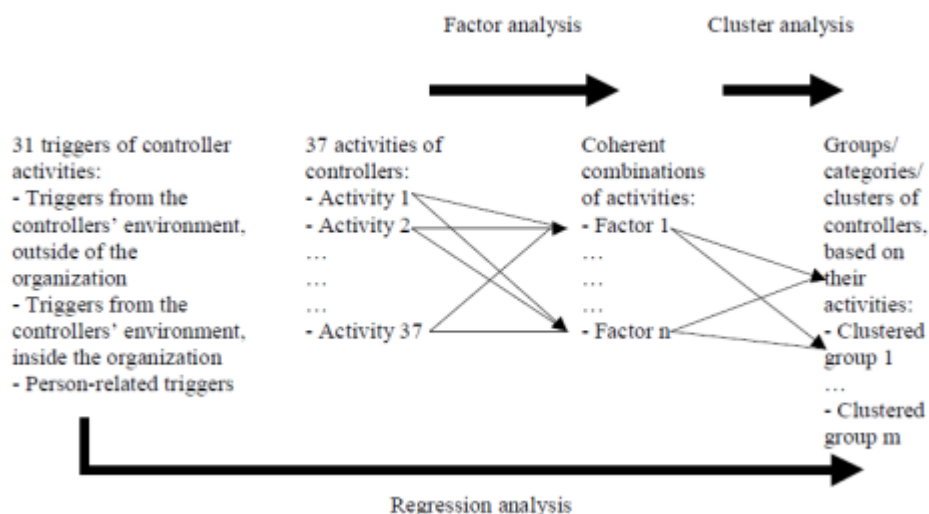 Factor analysis
Cluster analysis
31 triggers of controller
activities:
- Triggers from the
controllers' environment,
outside of the
organization
- Triggers from the
controllers' environment,
inside the organization
- Person-related triggers
37 activities of
controllers:
- Activity 1
- Activity 2
…
…
…
- Activity 37
Coherent
combinations
of activities:
- Factor 1
…
…
…
- Factor n
Groups/
categories/
clusters of
controllers,
based on
their
activities:
- Clustered
group 1
…
- Clustered
group m
Regression analysis